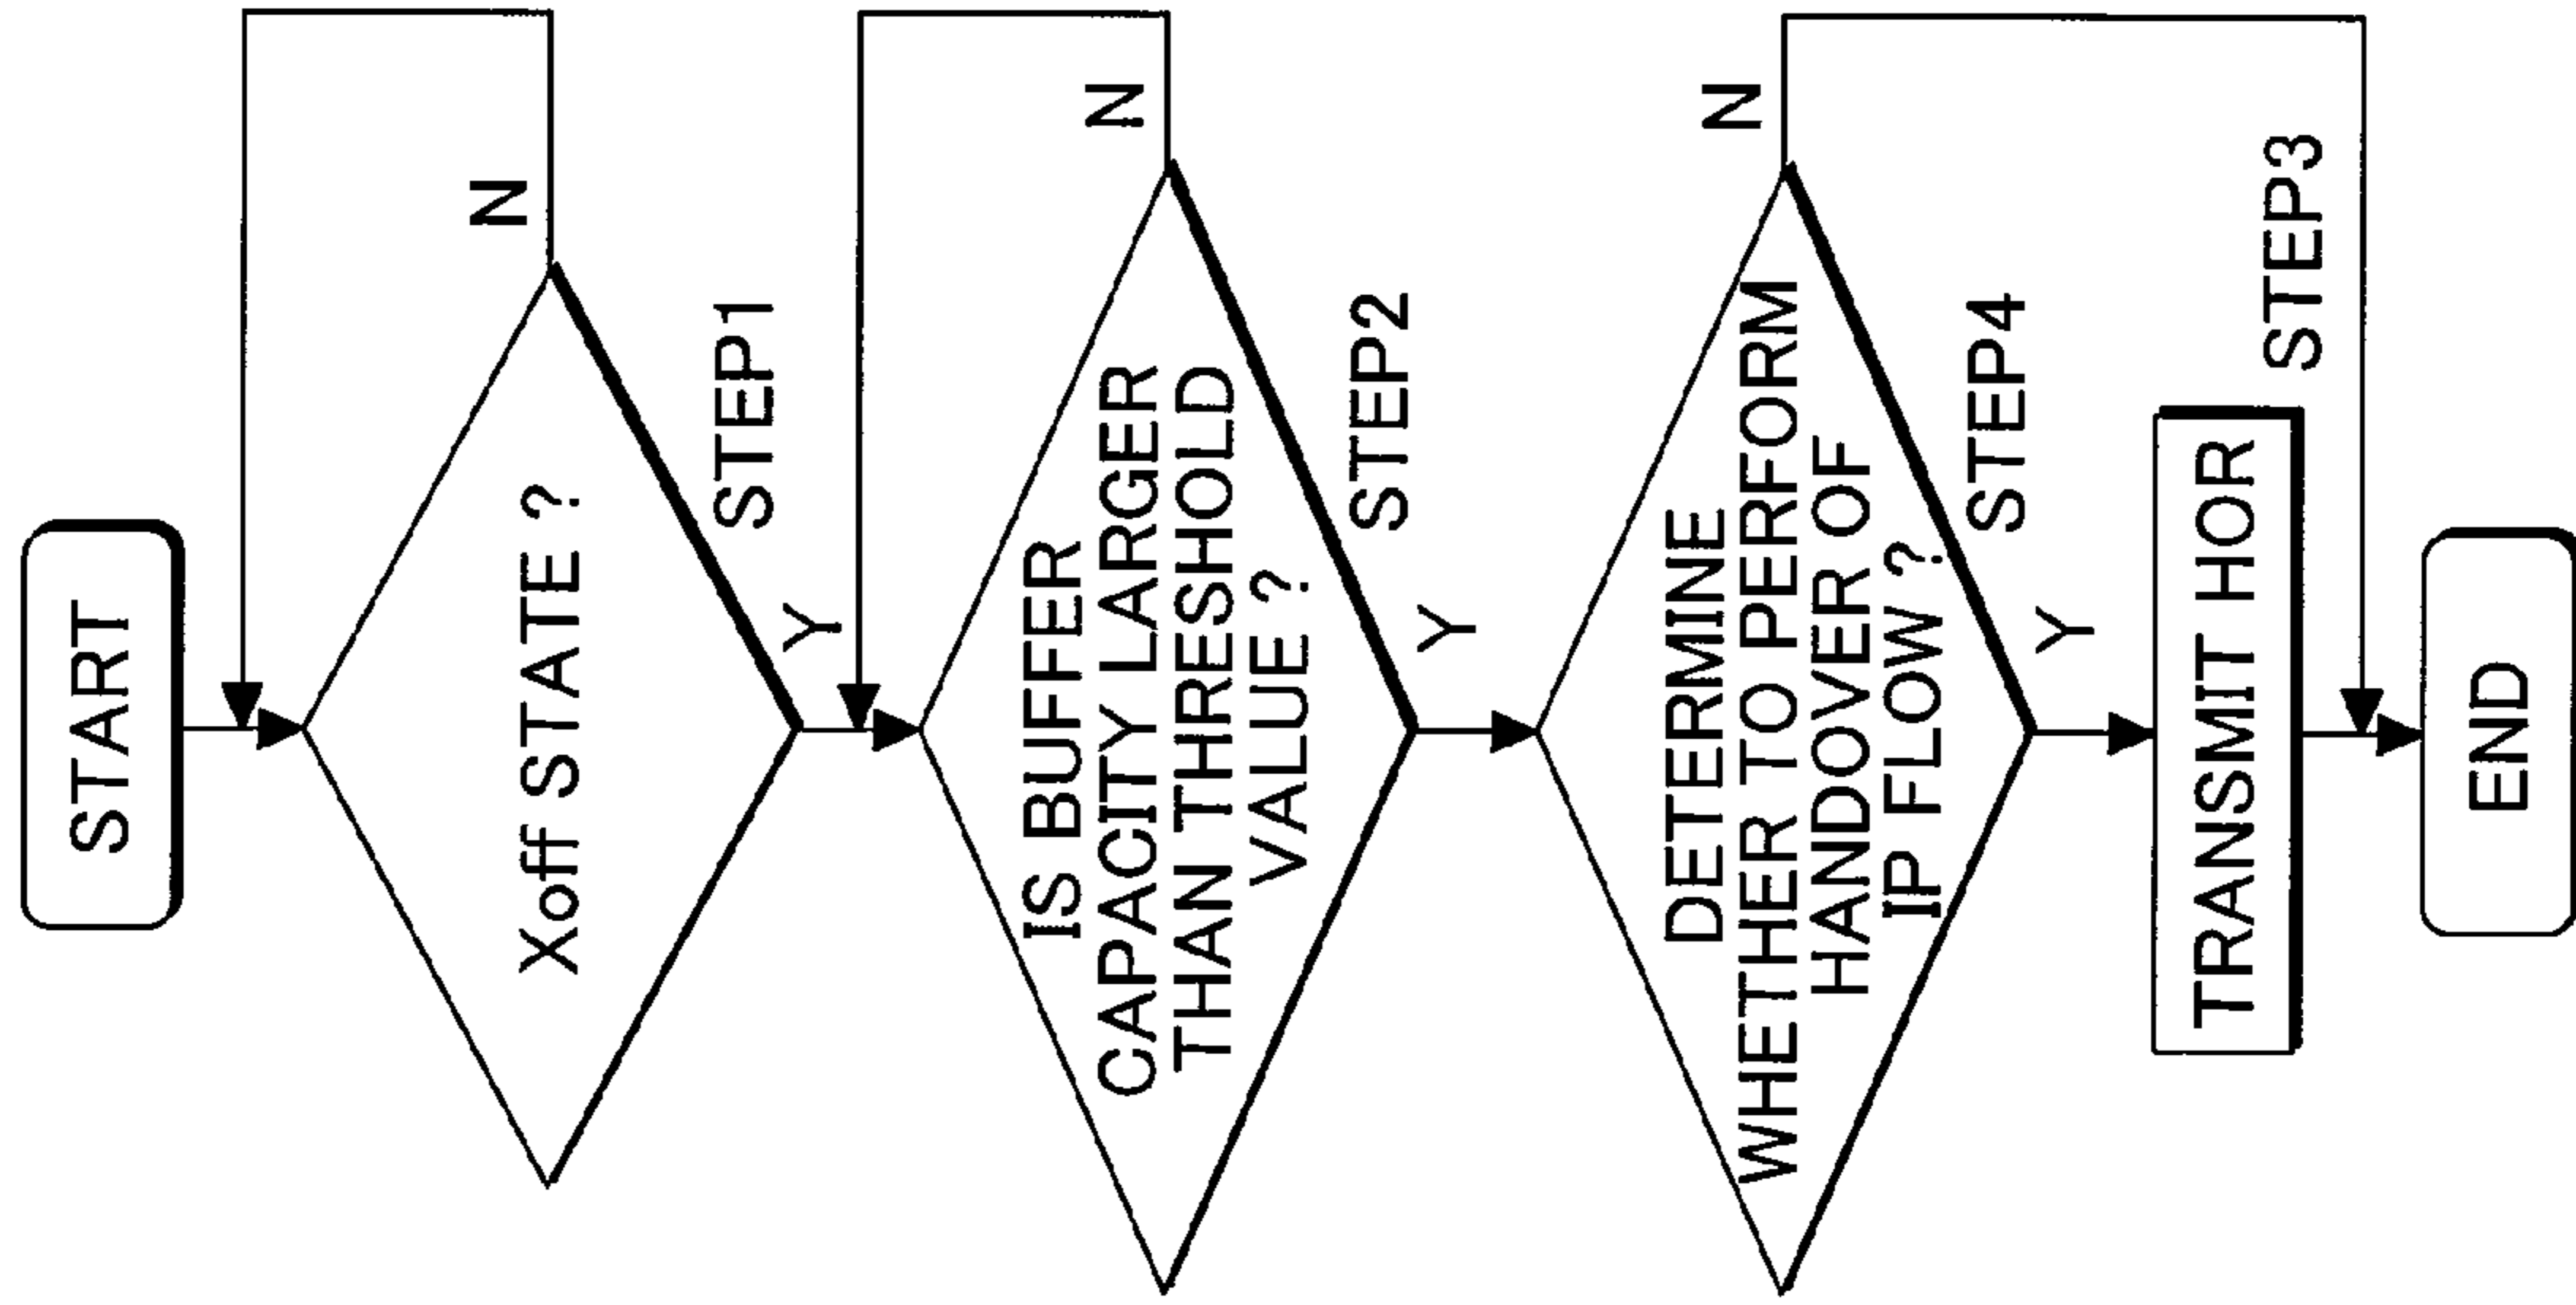 START
Xoff STATE ?
N
STEP1
Y
IS BUFFER
CAPACITY LARGER
THAN THRESHOLD
VALUE ?
N
STEP2
Y
DETERMINE
WHETHER TO PERFORM
HANDOVER OF
IP FLOW ?
N
STEP4
Y
TRANSMIT HOR
STEP3
END